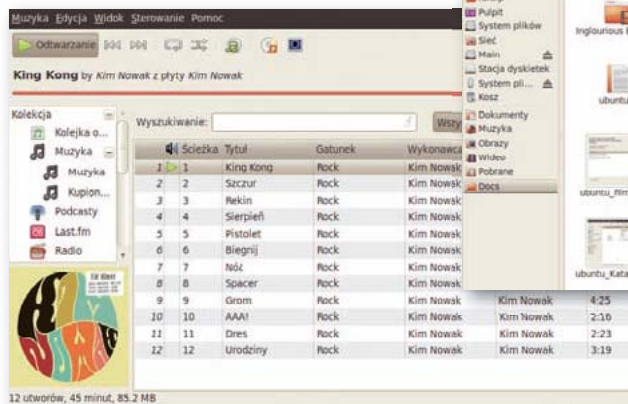 Muzyka Edycja Widok Sterowanie Pomoc
Odtwarzanie
King Kong by Kim Nowak z płyty Kim Nowak
Kolekcja
Kolejka o...
Muzyka
Muzyka
Kupion...
Podcasty
Last.fm
Radio
Wyszukiwanie:
Wszy
Ścieżka Tytuł Gatunek Wykonawca
1 1 King Kong Rock Kim Nowak
2 2 Szczur Rock Kim Nowak
3 3 Rekin Rock Kim Nowak
4 4 Sierpień Rock Kim Nowak
5 5 Pistolet Rock Kim Nowak
6 6 Biegnij Rock Kim Nowak
7 7 Nóż Rock Kim Nowak
8 8 Spacer Rock Kim Nowak
9 9 Grom Rock Kim Nowak Kim Nowak 4:25
10 10 AAA! Rock Kim Nowak Kim Nowak 2:16
11 11 Dres Rock Kim Nowak Kim Nowak 2:23
12 12 Urodziny Rock Kim Nowak Kim Nowak 3:19
12 utworów, 45 minut, 85.2 MB
Pulpit
System plików
Sieć
Main
Stacja dyskietek
System pli...
Kosz
Dokumenty
Muzyka
Obrazy
Wideo
Pobrane
Docs
Inglourious
ubuntu
ubuntu_film
ubuntu_Kata